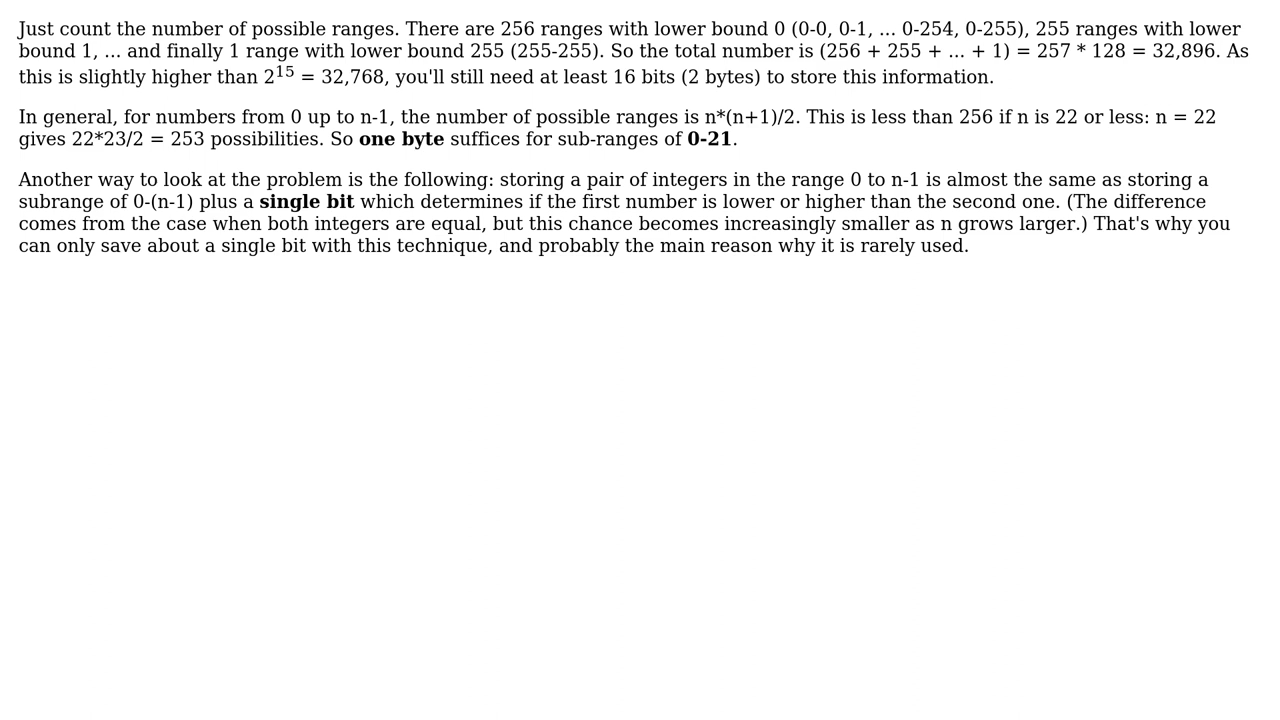 Just count the number of possible ranges. There are 256 ranges with lower bound 0 (0-0, 0-1, ... 0-254, 0-255), 255 ranges with lower
bound 1, ... and finally 1 range with lower bound 255 (255-255). So the total number is (256 + 255 + ... + 1) = 257 * 128 = 32,896. As
this is slightly higher than 2^15 = 32,768, you'll still need at least 16 bits (2 bytes) to store this information.
In general, for numbers from 0 up to n-1, the number of possible ranges is n*(n+1)/2. This is less than 256 if n is 22 or less: n = 22
gives 22*23/2 = 253 possibilities. So one byte suffices for sub-ranges of 0-21.
Another way to look at the problem is the following: storing a pair of integers in the range 0 to n-1 is almost the same as storing a
subrange of 0-(n-1) plus a single bit which determines if the first number is lower or higher than the second one. (The difference
comes from the case when both integers are equal, but this chance becomes increasingly smaller as n grows larger.) That's why you
can only save about a single bit with this technique, and probably the main reason why it is rarely used.